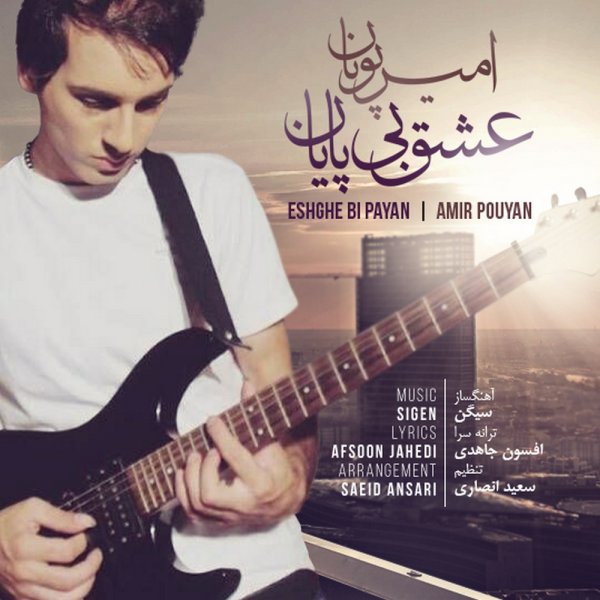 امیر پویان
عشق بی پایان
ESHGHE BI PAYAN | AMIR POUYAN
MUSIC
آهنگساز
SIGEN
سیگن
LYRICS
ترانه سرا
AFSOON JAHEDI
افسون جاهدی
ARRANGEMENT
تنظیم
SAEID ANSARI
سعید انصاری